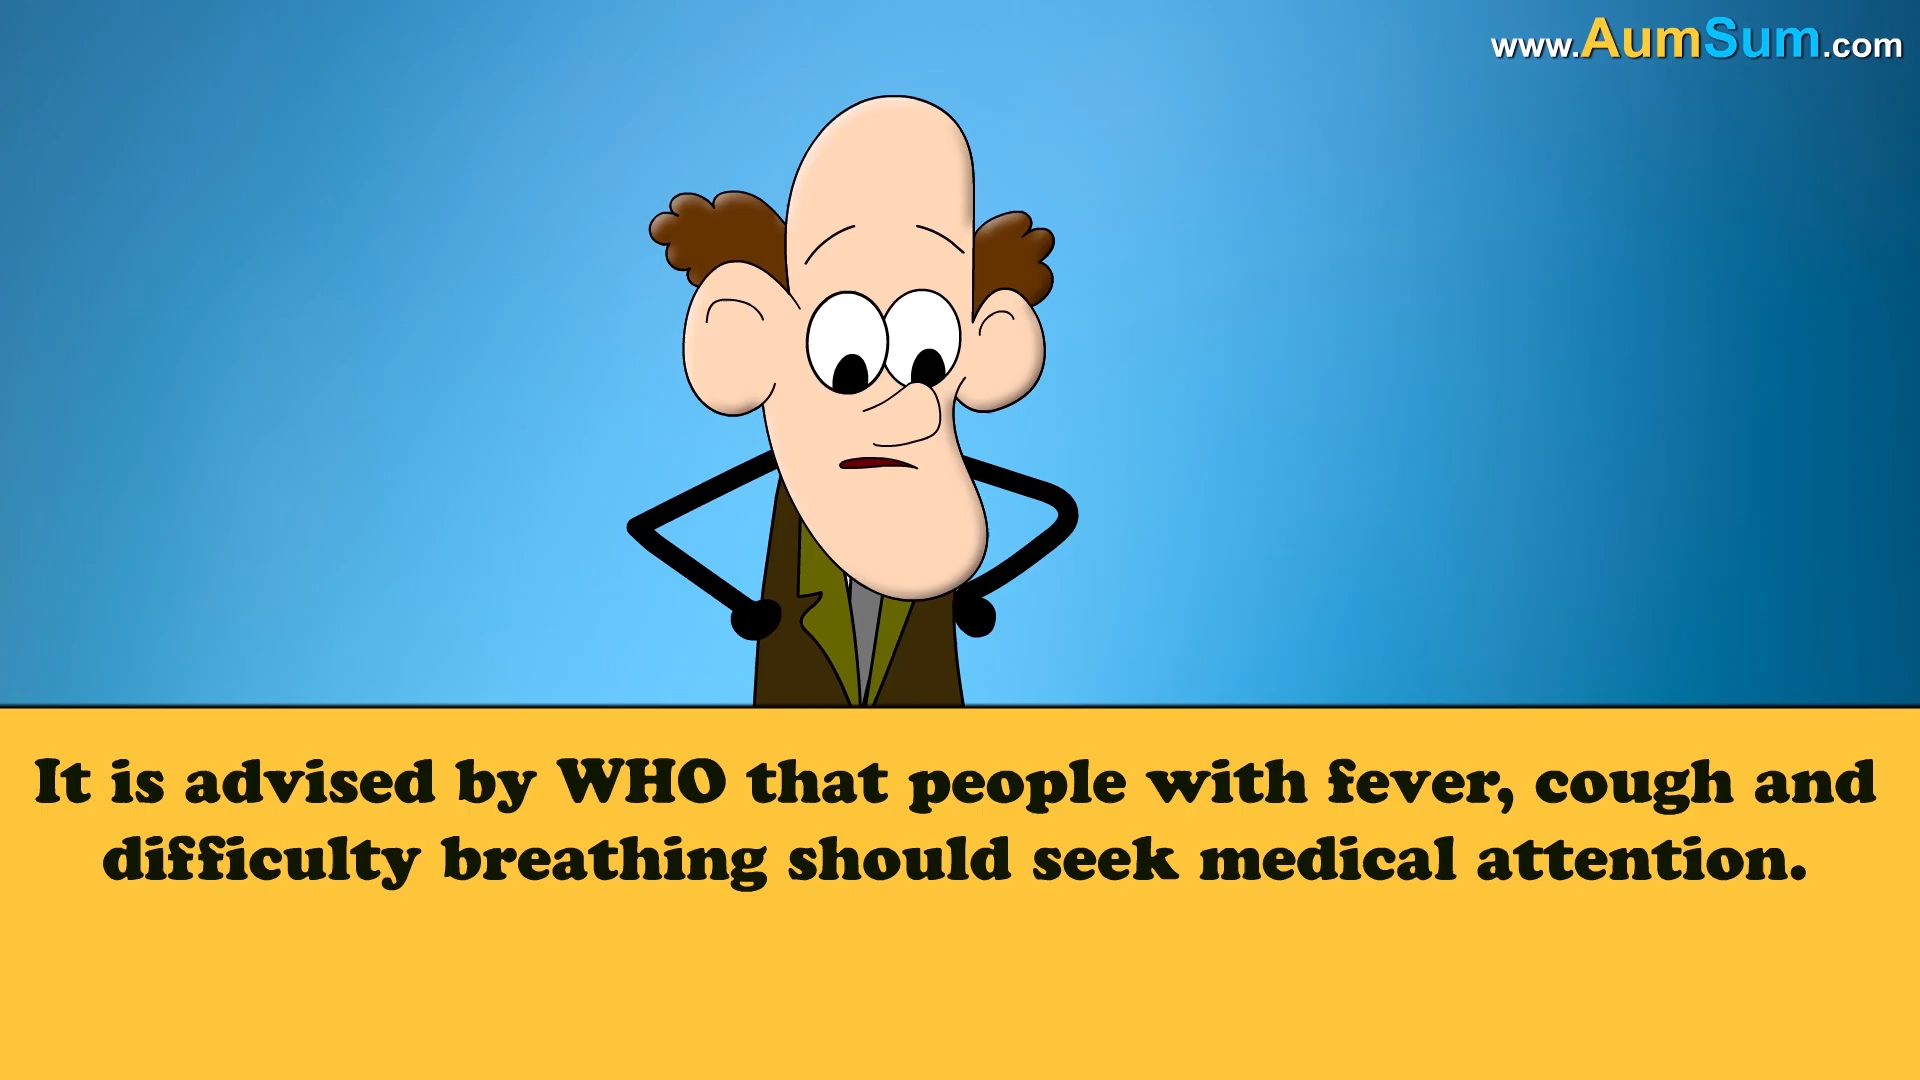 www.AumSum.com
It is advised by WHO that people with fever, cough and
difficulty breathing should seek medical attention.